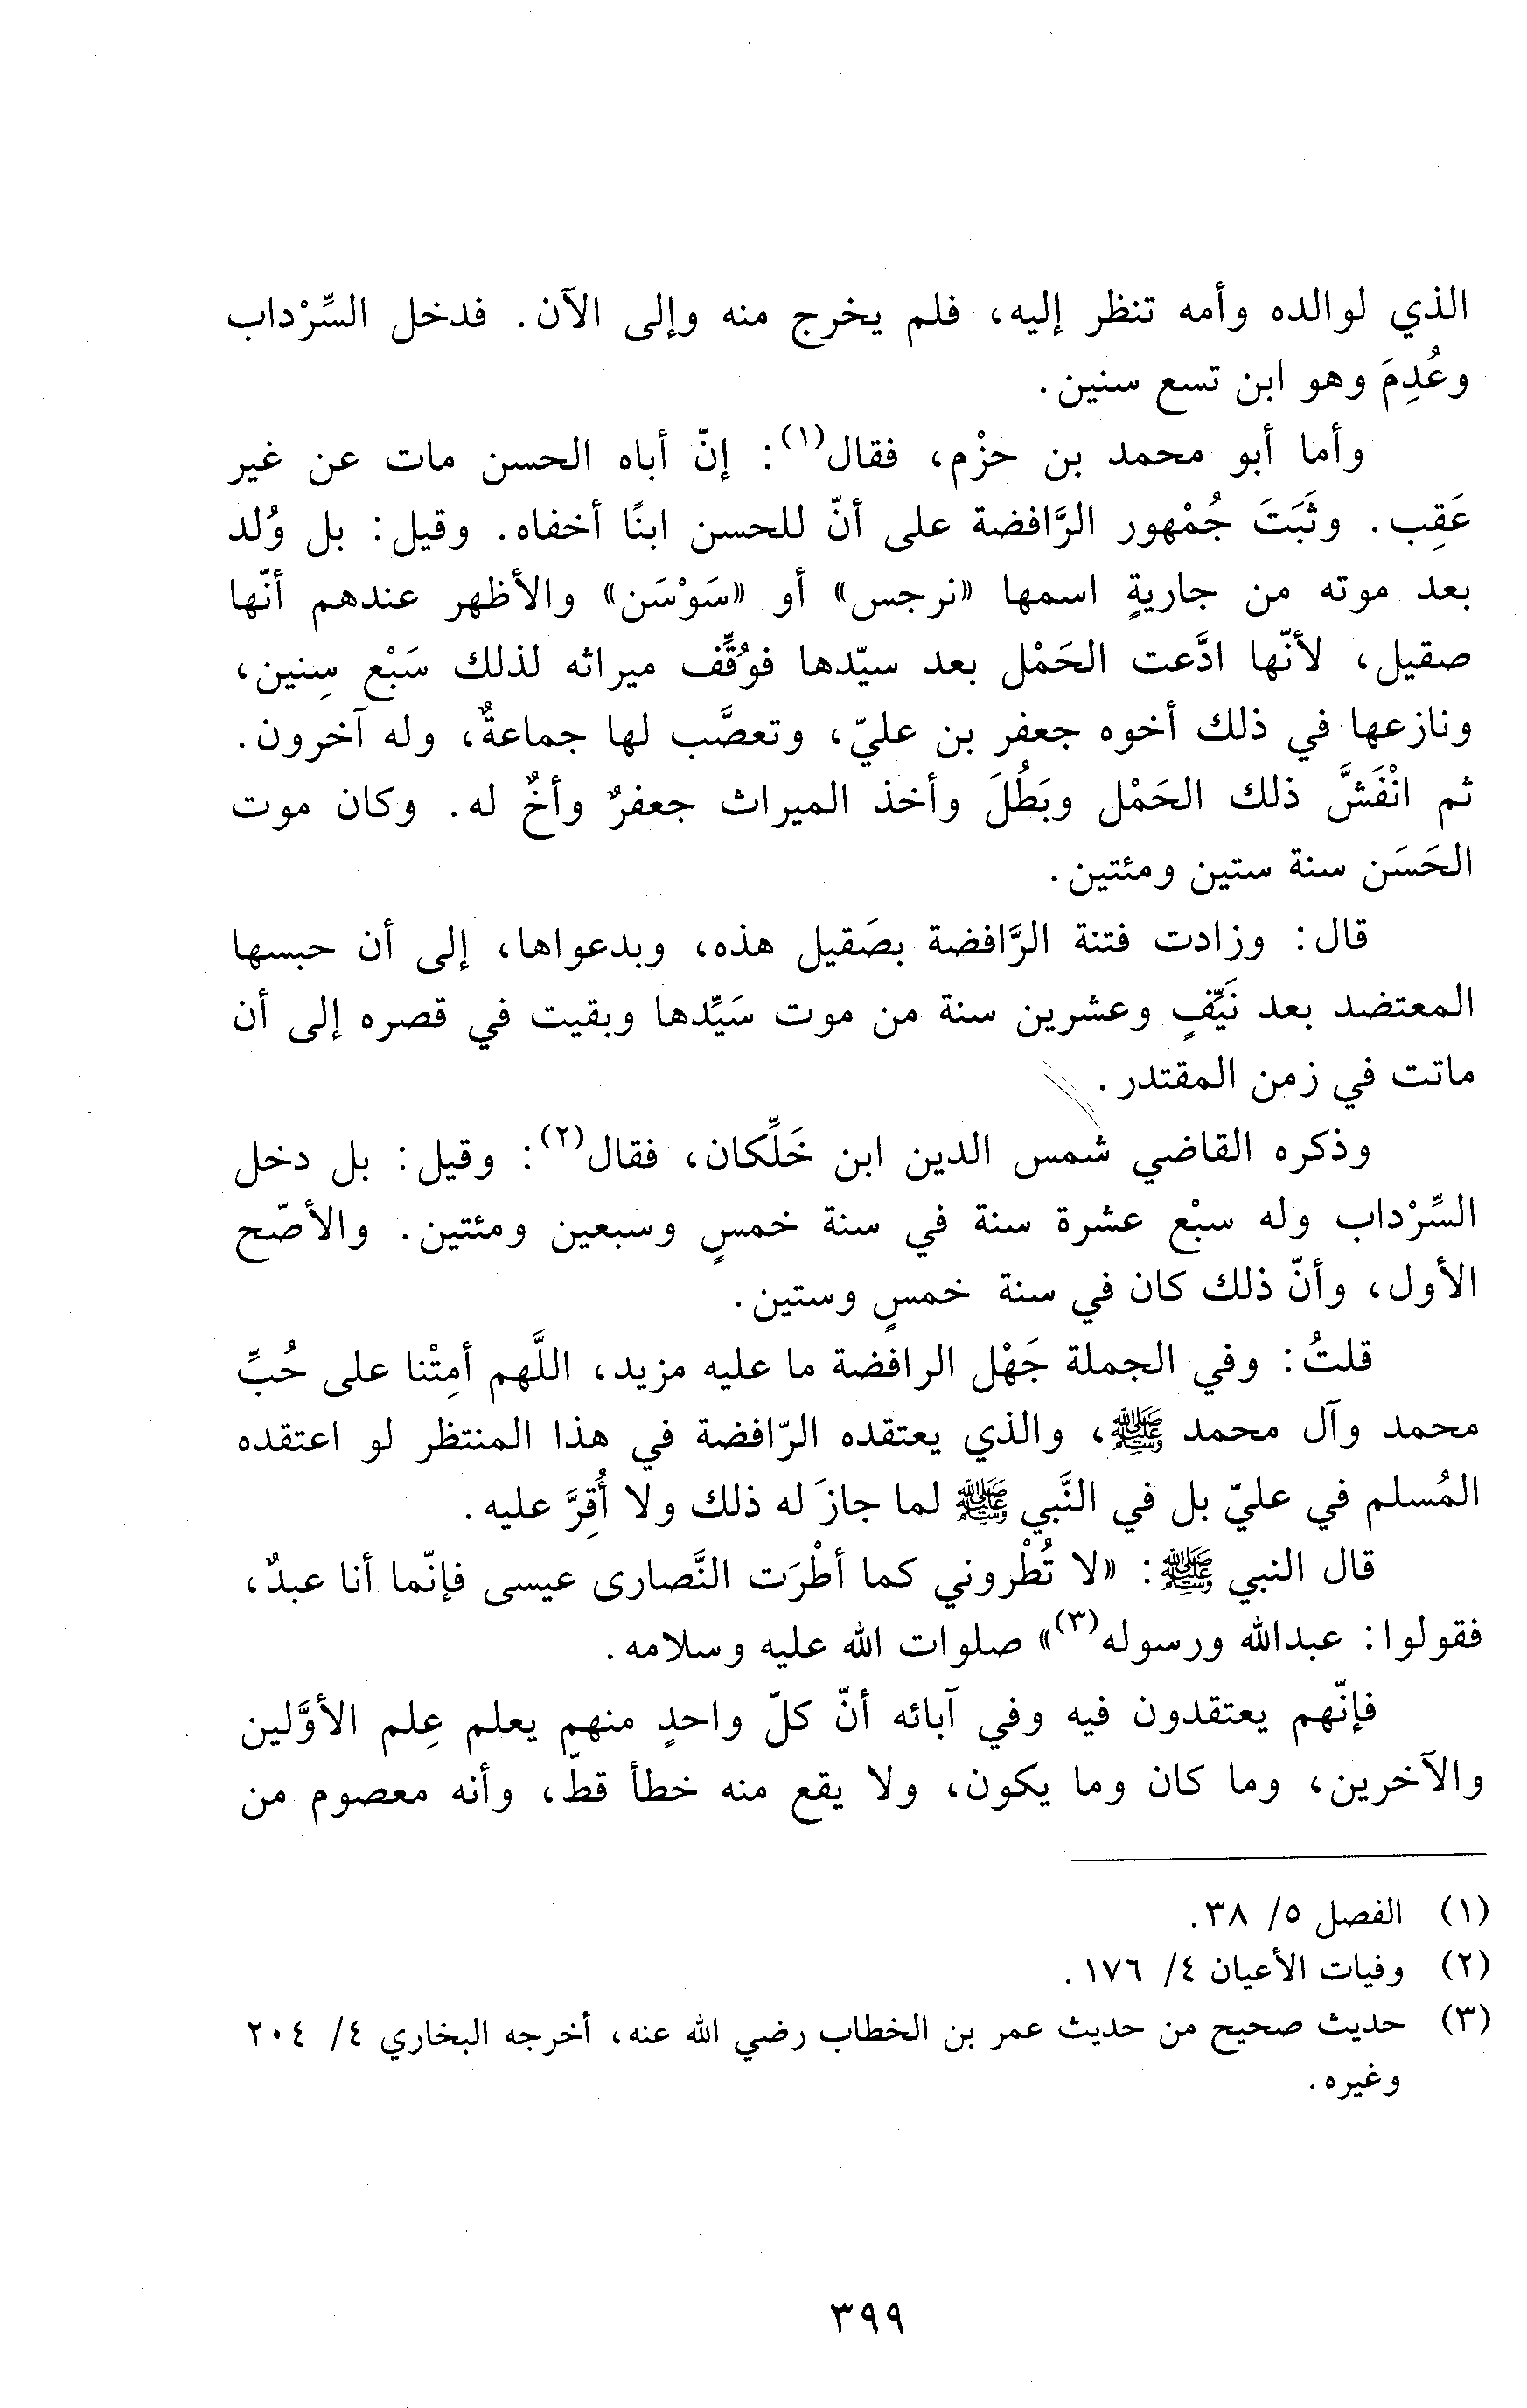 الذي لوالده وأمه تنظر إليه، فلم يخرج منه وإلى الآن. فدخل السِّرْداب
وعُدِمَ وهو ابن تسع سنين.
وأما أبو محمد بن حزْم، فقال(١): إنّ أباه الحسن مات عن غير
عَقِب. وثَبَتَ جُمْهور الرَّافضة على أنّ للحسن ابنًا أخفاه. وقيل: بل وُلد
بعد موته من جاريةٍ اسمها «نرجس» أو «سَوْسَن» والأظهر عندهم أنّها
صقيل، لأنّها ادَّعت الحَمْل بعد سيّدها فوُقِّف ميراثه لذلك سَبْع سِنين،
ونازعها في ذلك أخوه جعفر بن عليّ، وتعصَّب لها جماعةٌ، وله آخرون.
ثم انْفَشَّ ذلك الحَمْل وبَطُلَ وأخذ الميراث جعفرٌ وأخٌ له. وكان موت
الحَسَن سنة ستين ومئتين.
قال: وزادت فتنة الرَّافضة بصَقيل هذه، وبدعواها، إلى أن حبسها
المعتضد بعد نَيِّفٍ وعشرين سنة من موت سَيِّدها وبقيت في قصره إلى أن
ماتت في زمن المقتدر.
وذكره القاضي شمس الدين ابن خَلِّكان، فقال(٢): وقيل: بل دخل
السِّرْداب وله سبْع عشرة سنة في سنة خمسٍ وسبعين ومئتين. والأصّح
الأول، وأنّ ذلك كان في سنة خمسٍ وستين.
قلتُ: وفي الجملة جَهْل الرافضة ما عليه مزيد، اللَّهم أمِتْنا على حُبِّ
محمد وآل محمد ﷺ، والذي يعتقده الرّافضة في هذا المنتظر لو اعتقده
المُسلم في عليّ بل في النَّبي ﷺ لما جازَ له ذلك ولا أُقِرَّ عليه.
قال النبي ﷺ: «لا تُطْروني كما أطْرَت النَّصارى عيسى فإنّما أنا عبدٌ،
فقولوا: عبدالله ورسوله(٣)» صلوات الله عليه وسلامه.
فإنّهم يعتقدون فيه وفي آبائه أنّ كلّ واحدٍ منهم يعلم عِلم الأوَّلين
والآخرين، وما كان وما يكون، ولا يقع منه خطأ قطّ، وأنه معصوم من
(١) الفصل ٥/ ٣٨.
(٢) وفيات الأعيان ٤/ ١٧٦.
(٣) حديث صحيح من حديث عمر بن الخطاب رضي الله عنه، أخرجه البخاري ٤/ ٢٠٤
وغيره.
٣٩٩